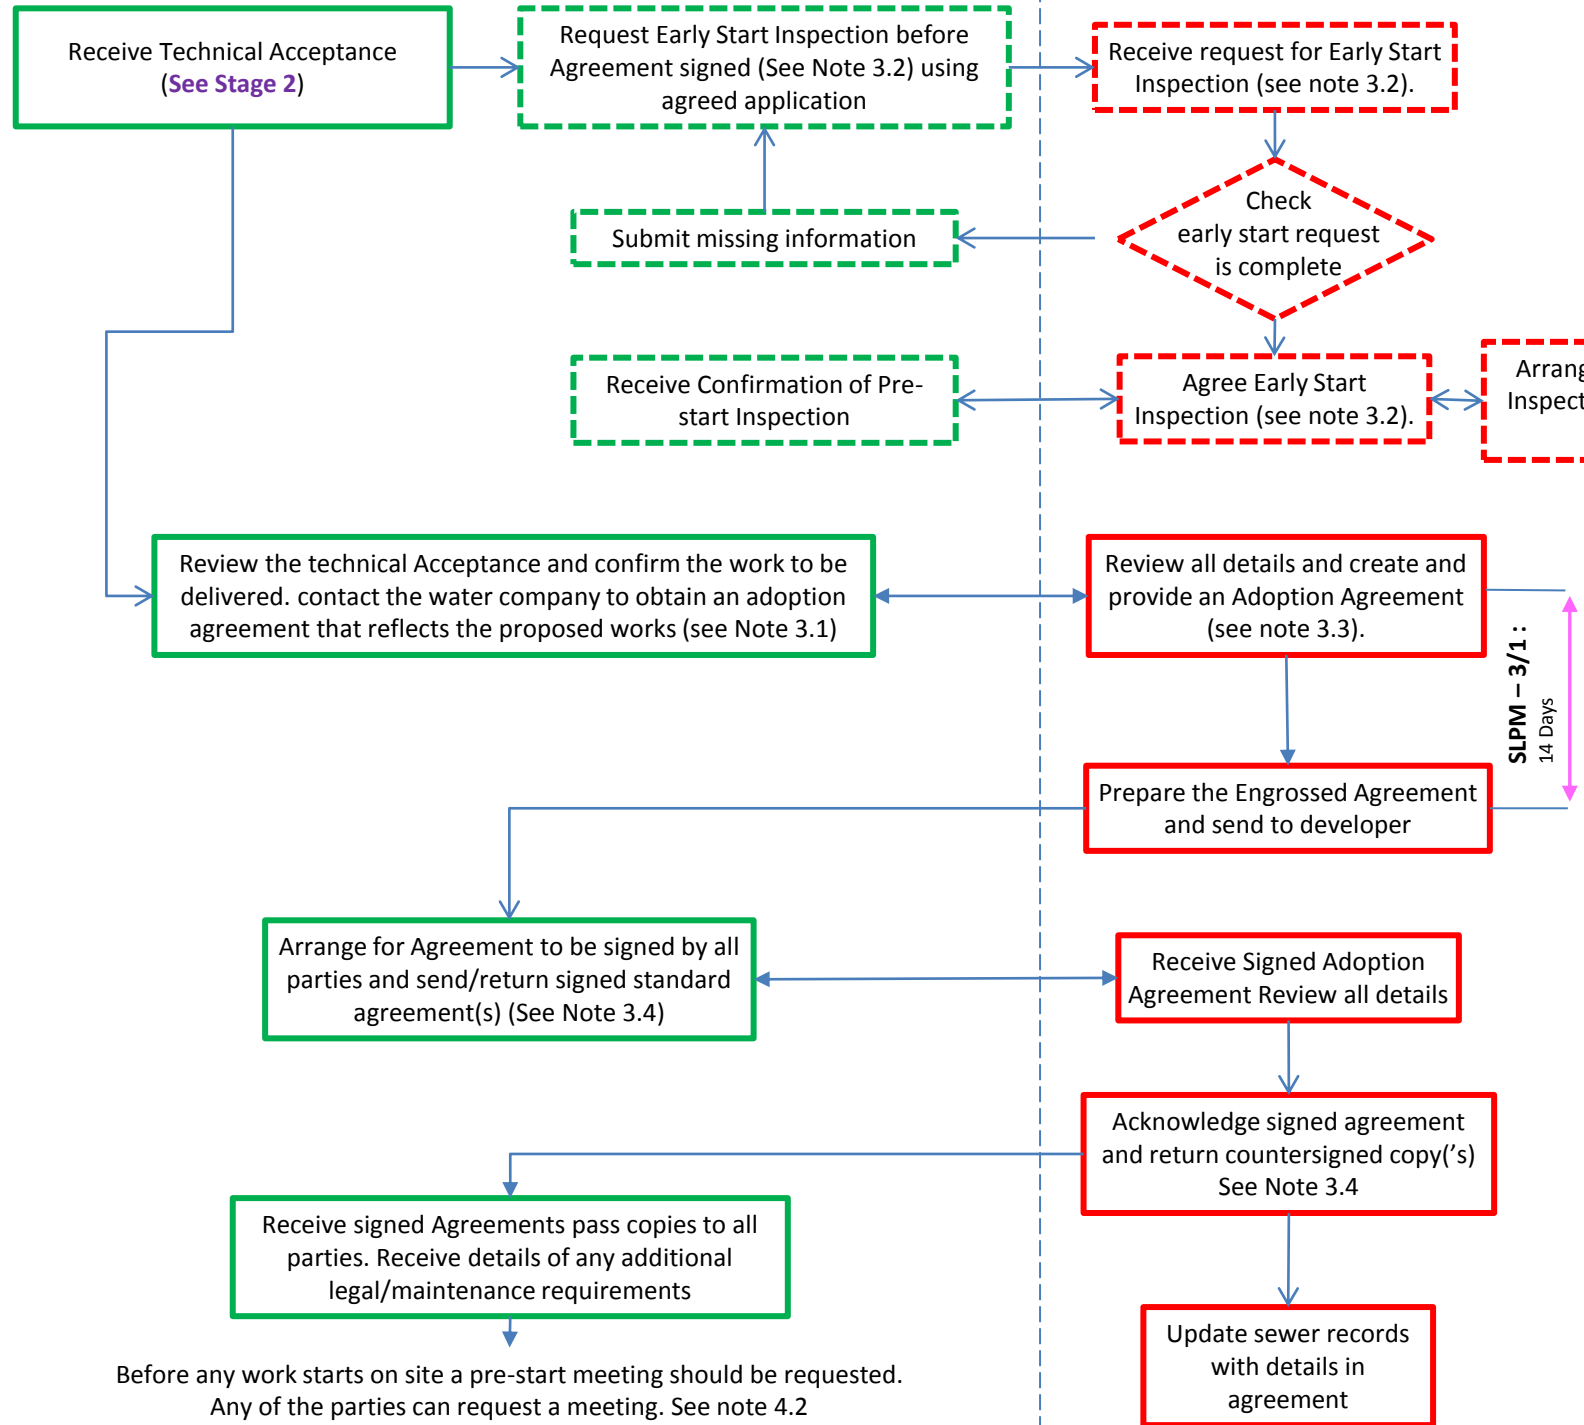 Receive Technical Acceptance
(See Stage 2)
Request Early Start Inspection before
Agreement signed (See Note 3.2) using
agreed application
Receive request for Early Start
Inspection (see note 3.2).
Check
early start request
is complete
Submit missing information
Receive Confirmation of Pre-
start Inspection
Agree Early Start
Inspection (see note 3.2).
Arrang
Inspect
Review the technical Acceptance and confirm the work to be
delivered. contact the water company to obtain an adoption
agreement that reflects the proposed works (see Note 3.1)
Review all details and create and
provide an Adoption Agreement
(see note 3.3).
SLPM – 3/1 :
14 Days
Prepare the Engrossed Agreement
and send to developer
Arrange for Agreement to be signed by all
parties and send/return signed standard
agreement(s) (See Note 3.4)
Receive Signed Adoption
Agreement Review all details
Acknowledge signed agreement
and return countersigned copy('s)
See Note 3.4
Receive signed Agreements pass copies to all
parties. Receive details of any additional
legal/maintenance requirements
Update sewer records
with details in
agreement
Before any work starts on site a pre-start meeting should be requested.
Any of the parties can request a meeting. See note 4.2